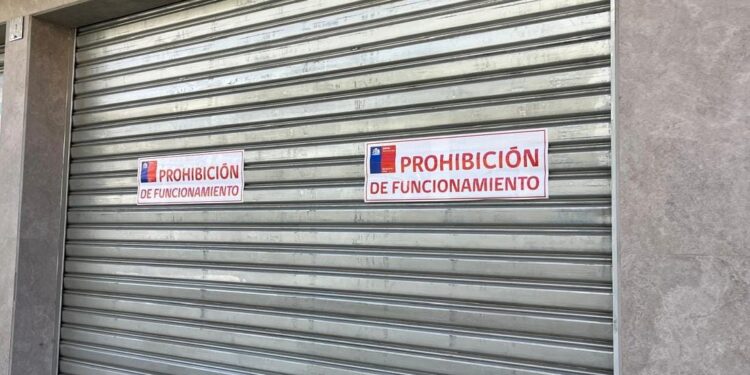 PROHIBICIÓN
DE FUNCIONAMIENTO
PROHIBICIÓN
DE FUNCIONAMIENTO